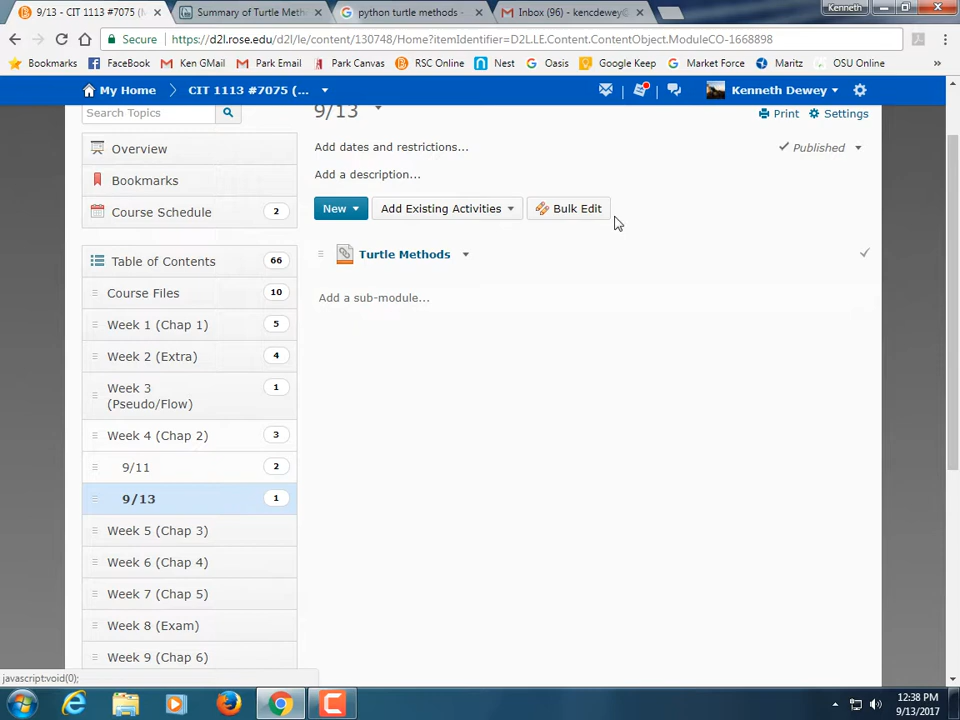 9/13 - CIT 1113 #7075 (
Summary of Turtle Meth
python turtle methods -
Inbox (96) - kencdewey@
Kenneth
Secure
https://d2l.rose.edu/d2l/le/content/130748/Home?itemIdentifier=D2L.LE.Content.ContentObject.ModuleCO-1668898
Bookmarks
FaceBook
Ken GMail
Park Email
Park Canvas
RSC Online
Nest
Oasis
Google Keep
Market Force
Maritz
OSU Online
»
My Home
CIT 1113 #7075 (...
Kenneth Dewey
Search Topics
9/13
Print
Settings
Overview
Add dates and restrictions...
Published
Bookmarks
Add a description...
Course Schedule
2
New
Add Existing Activities
Bulk Edit
Table of Contents
66
Turtle Methods
Course Files
10
Add a sub-module...
Week 1 (Chap 1)
5
Week 2 (Extra)
4
Week 3
(Pseudo/Flow)
1
Week 4 (Chap 2)
3
9/11
2
9/13
1
Week 5 (Chap 3)
Week 6 (Chap 4)
Week 7 (Chap 5)
Week 8 (Exam)
Week 9 (Chap 6)
javascript:void(0);
12:38 PM
9/13/2017